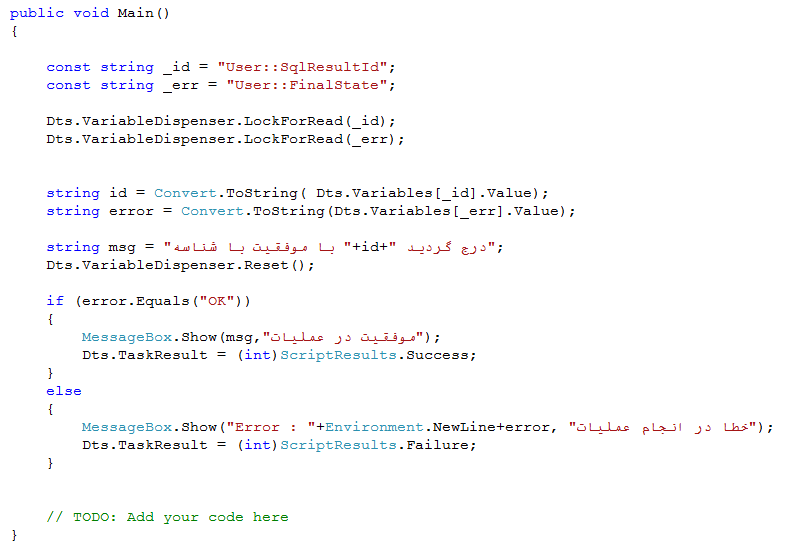 public void Main()
{
const string _id = "User::SqlResultId";
const string _err = "User::FinalState";
Dts.VariableDispenser.LockForRead(_id);
Dts.VariableDispenser.LockForRead(_err);
string id = Convert.ToString( Dts.Variables[_id].Value);
string error = Convert.ToString(Dts.Variables[_err].Value);
string msg = "با موفقیت با شناسه "+id+" درج گردید";
Dts.VariableDispenser.Reset();
if (error.Equals("OK"))
{
MessageBox.Show(msg,"موفقیت در عملیات");
Dts.TaskResult = (int)ScriptResults.Success;
}
else
{
MessageBox.Show("Error : "+Environment.NewLine+error, "خطا در انجام عملیات");
Dts.TaskResult = (int)ScriptResults.Failure;
}
// TODO: Add your code here
}